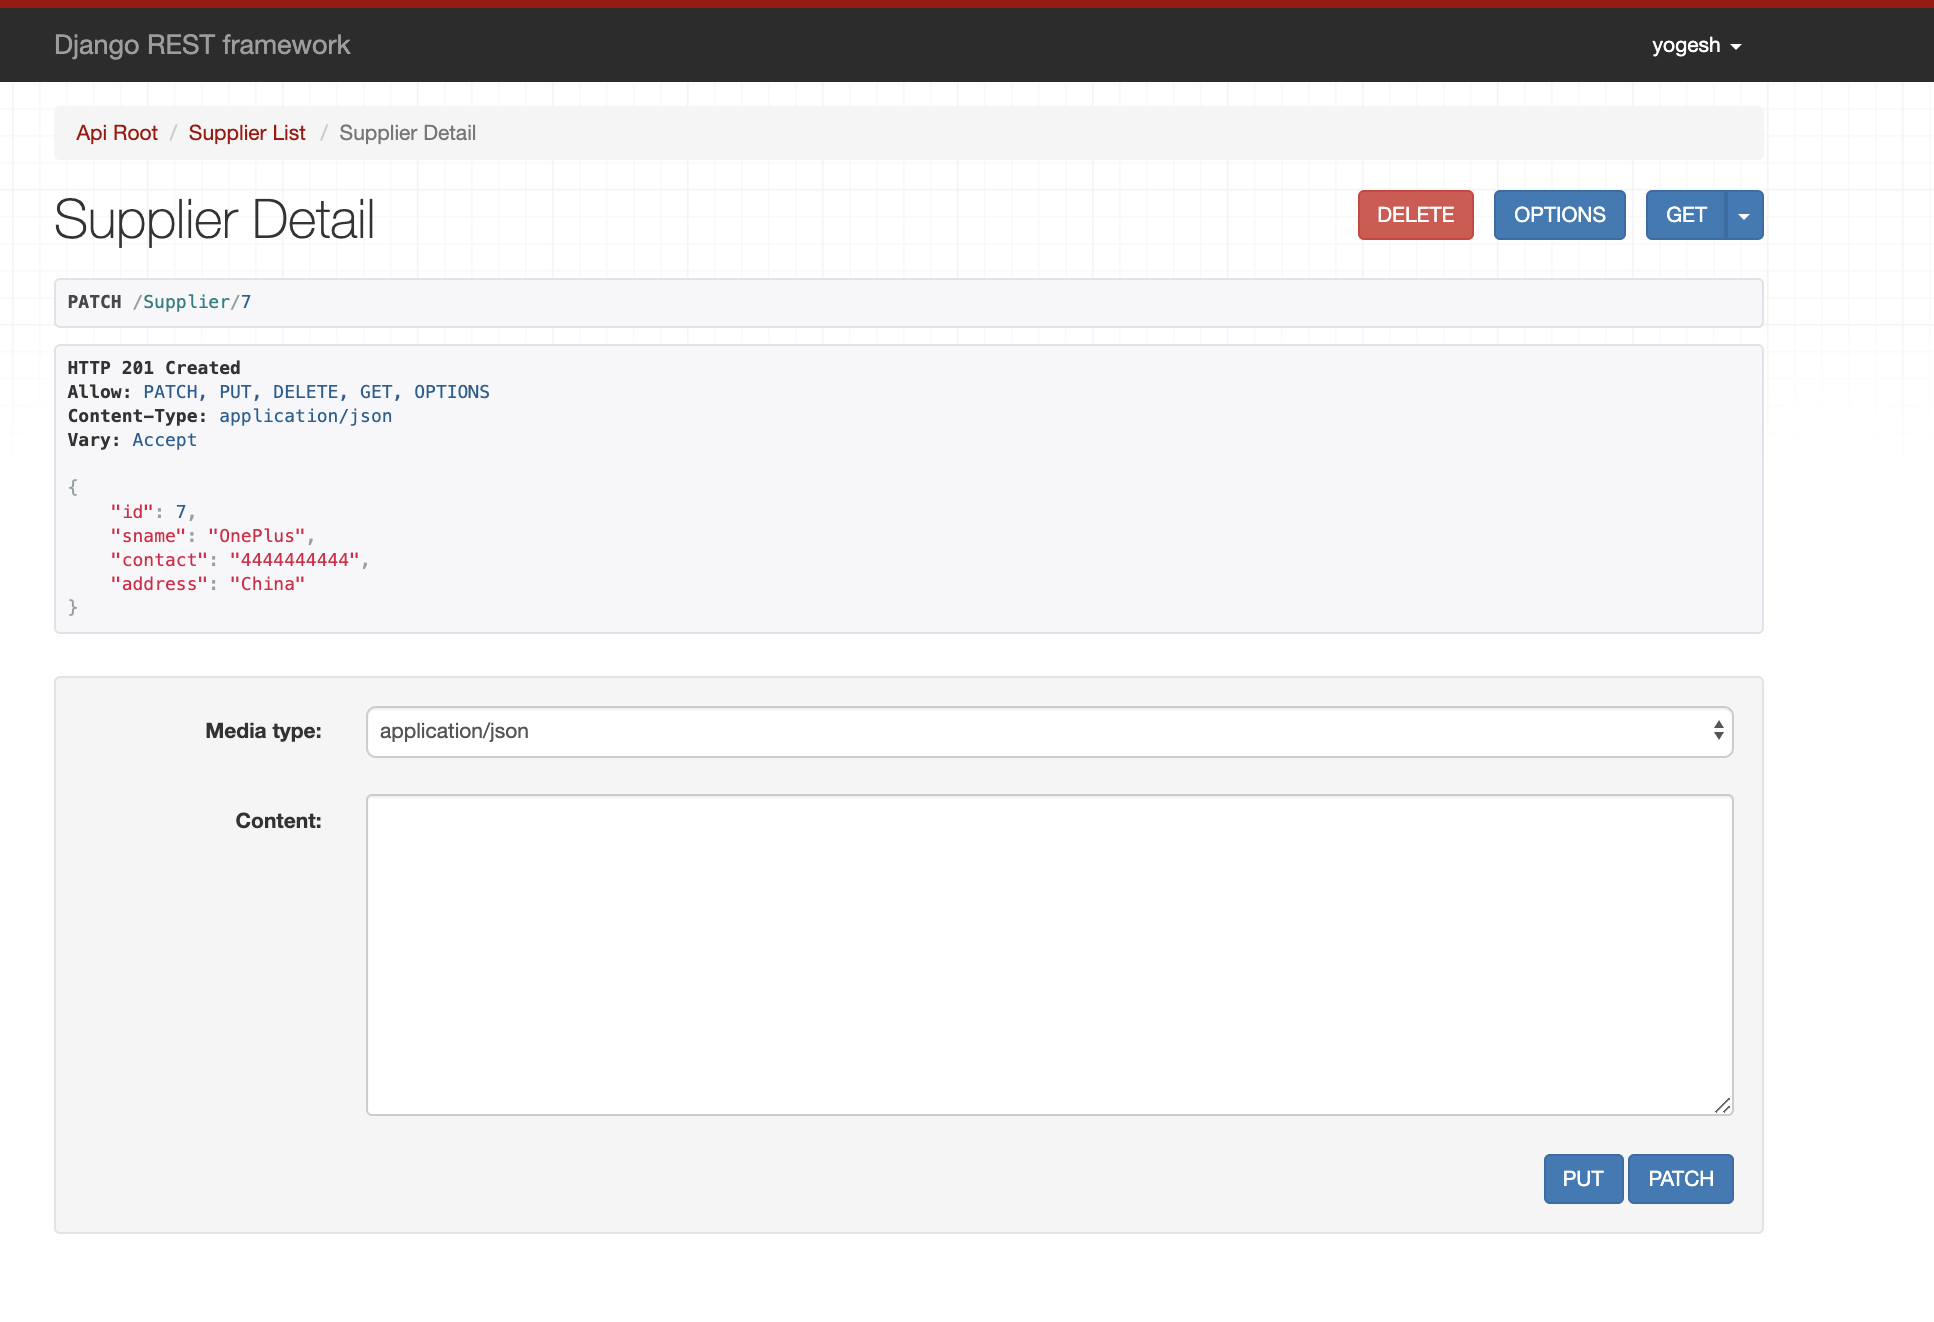 Django REST framework
yogesh
Api Root / Supplier List / Supplier Detail
Supplier Detail
DELETE
OPTIONS
GET
PATCH /Supplier/7
HTTP 201 Created
Allow: PATCH, PUT, DELETE, GET, OPTIONS
Content-Type: application/json
Vary: Accept
{
    "id": 7,
    "sname": "OnePlus",
    "contact": "4444444444",
    "address": "China"
}
Media type:
application/json
Content:
PUT
PATCH